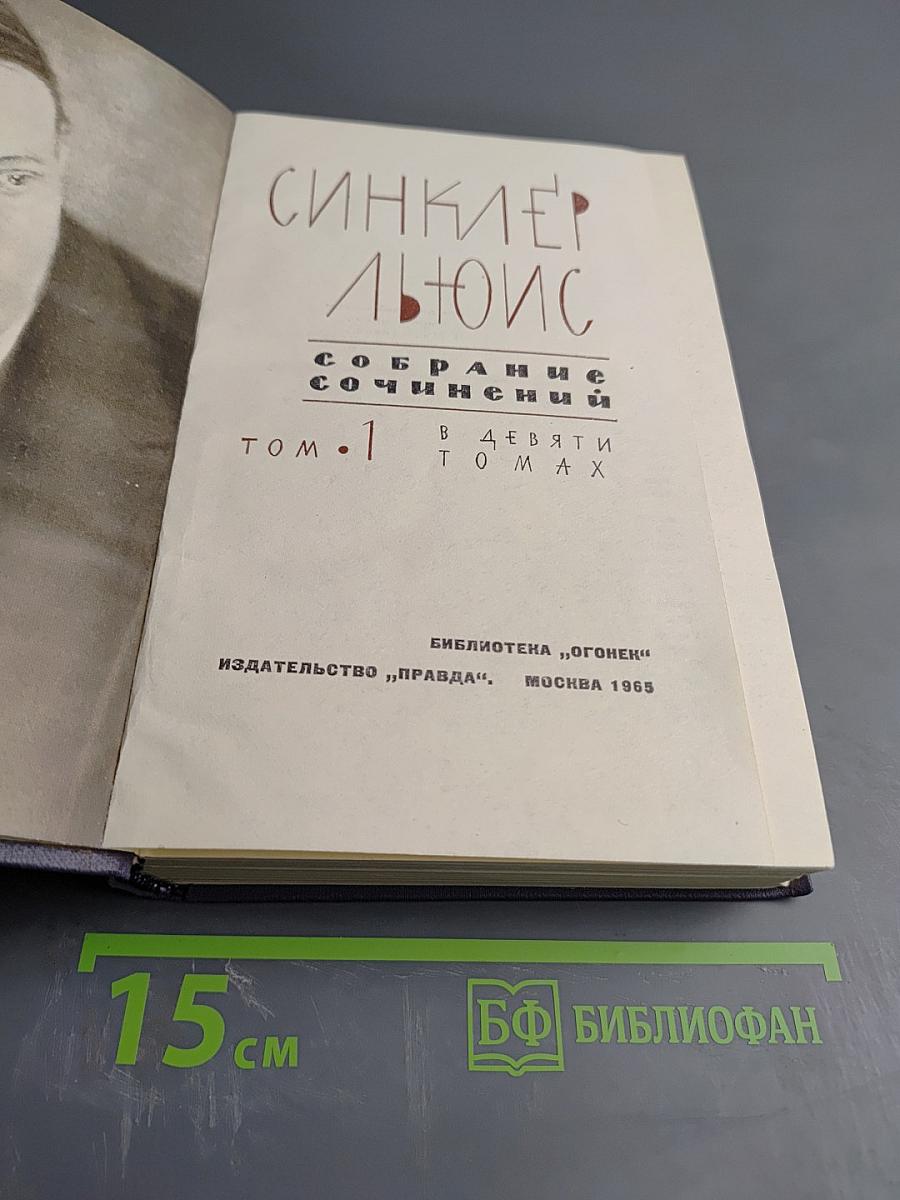 СИНКЛЕР
ЛЬЮИС
СОБРАНИЕ
СОЧИНЕНИЙ
ТОМ • 1
В ДЕВЯТИ
ТОМАХ
БИБЛИОТЕКА „ОГОНЕК“
ИЗДАТЕЛЬСТВО „ПРАВДА“. МОСКВА 1965
15 см
БФ БИБЛИОФАН